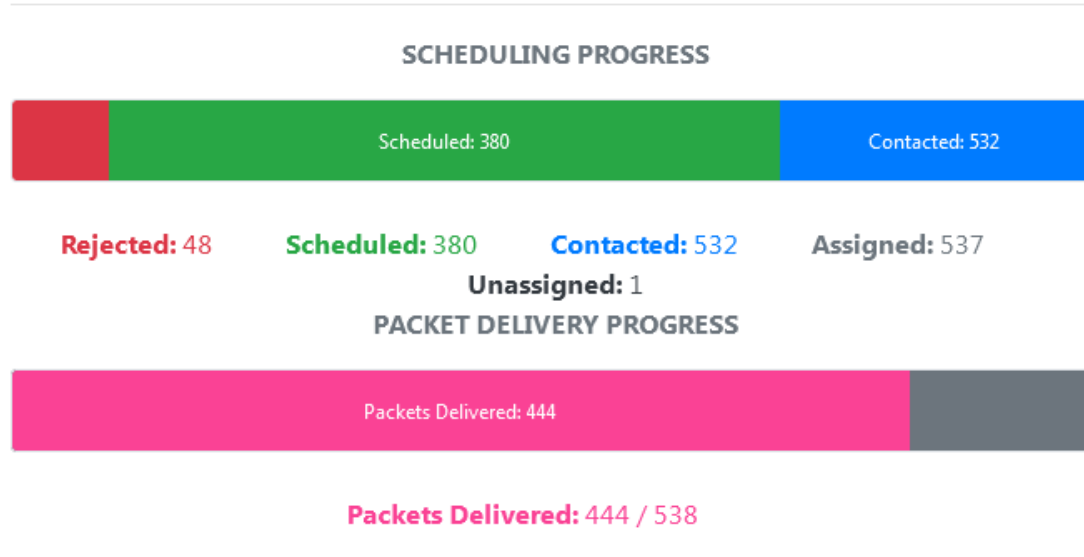 SCHEDULING PROGRESS
Scheduled: 380 Contacted: 532
Rejected: 48 Scheduled: 380 Contacted: 532 Assigned: 537
Unassigned: 1
PACKET DELIVERY PROGRESS
Packets Delivered: 444
Packets Delivered: 444 / 538